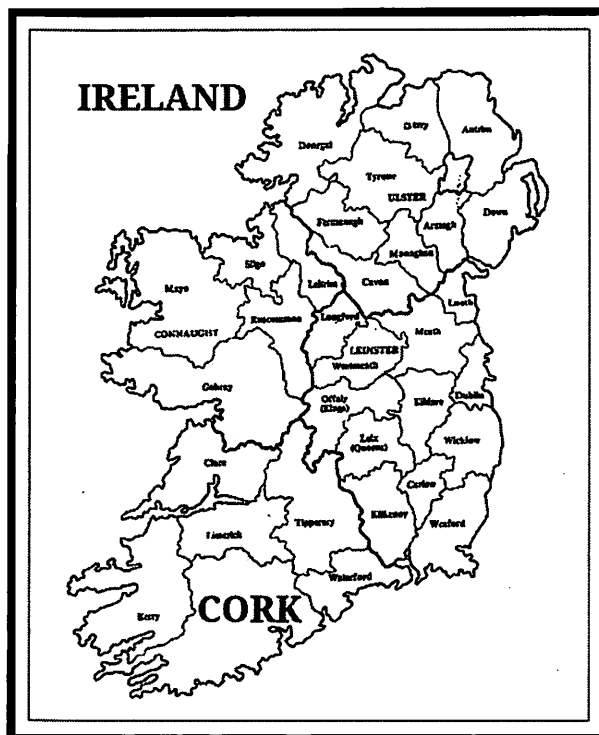 IRELAND
Derry
Antrim
Donegal
Tyrone
ULSTER
Fermanagh
Armagh
Down
Monaghan
Sligo
Leitrim
Cavan
Mayo
Louth
Roscommon
Longford
CONNAUGHT
Meath
LEINSTER
Westmeath
Galway
Offaly
(Kings)
Kildare
Dublin
Leix
(Queens)
Wicklow
Clare
Carlow
Limerick
Tipperary
Kilkenny
Wexford
Waterford
Kerry
CORK